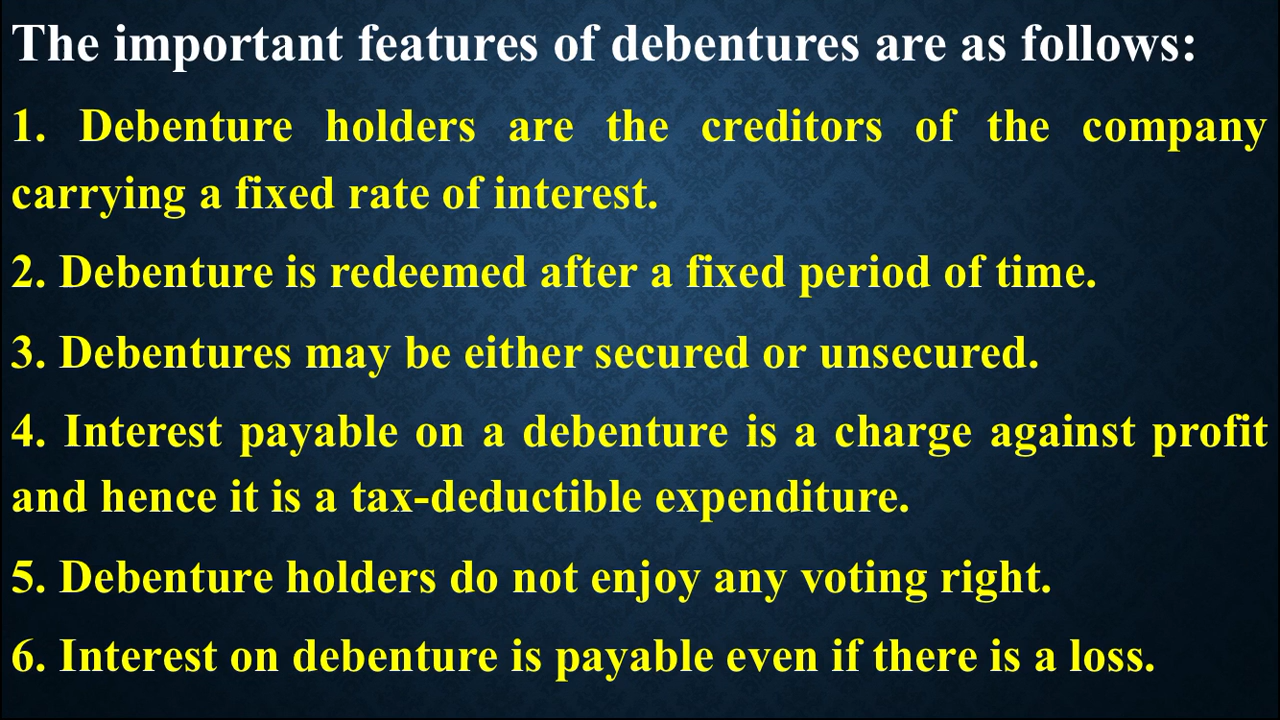 The important features of debentures are as follows:
1. Debenture holders are the creditors of the company
carrying a fixed rate of interest.
2. Debenture is redeemed after a fixed period of time.
3. Debentures may be either secured or unsecured.
4. Interest payable on a debenture is a charge against profit
and hence it is a tax-deductible expenditure.
5. Debenture holders do not enjoy any voting right.
6. Interest on debenture is payable even if there is a loss.